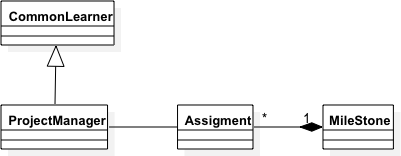 CommonLearner
ProjectManager
Assigment
*
1
MileStone